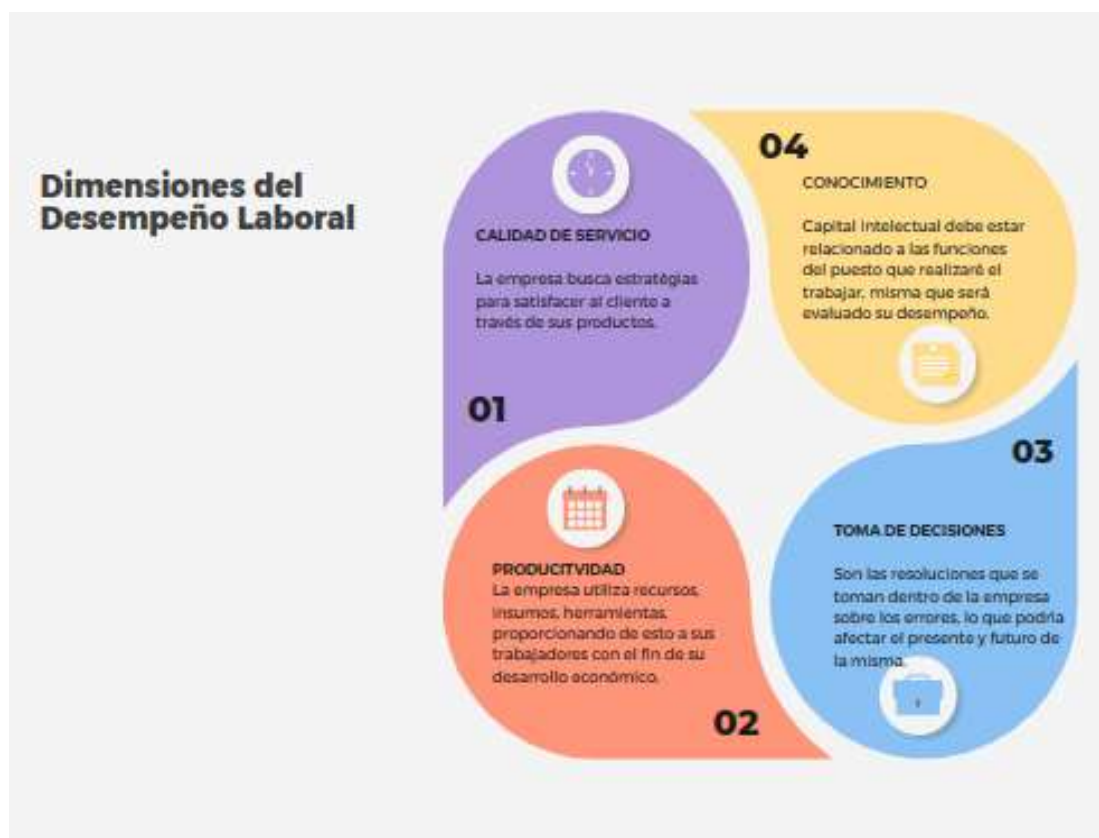 Dimensiones del
Desempeño Laboral
CALIDAD DE SERVICIO
La empresa busca estratégias
para satisfacer al cliente a
través de sus productos.
01
PRODUCITVIDAD
La empresa utiliza recursos,
insumos, herramientas,
proporcionando de esto a sus
trabajadores con el fin de su
desarrollo económico.
02
03
TOMA DE DECISIONES
Son las resoluciones que se
toman dentro de la empresa
sobre los errores, lo que podría
afectar el presente y futuro de
la misma.
04
CONOCIMIENTO
Capital intelectual debe estar
relacionado a las funciones
del puesto que realizaré el
trabajar, misma que será
evaluado su desempeño.